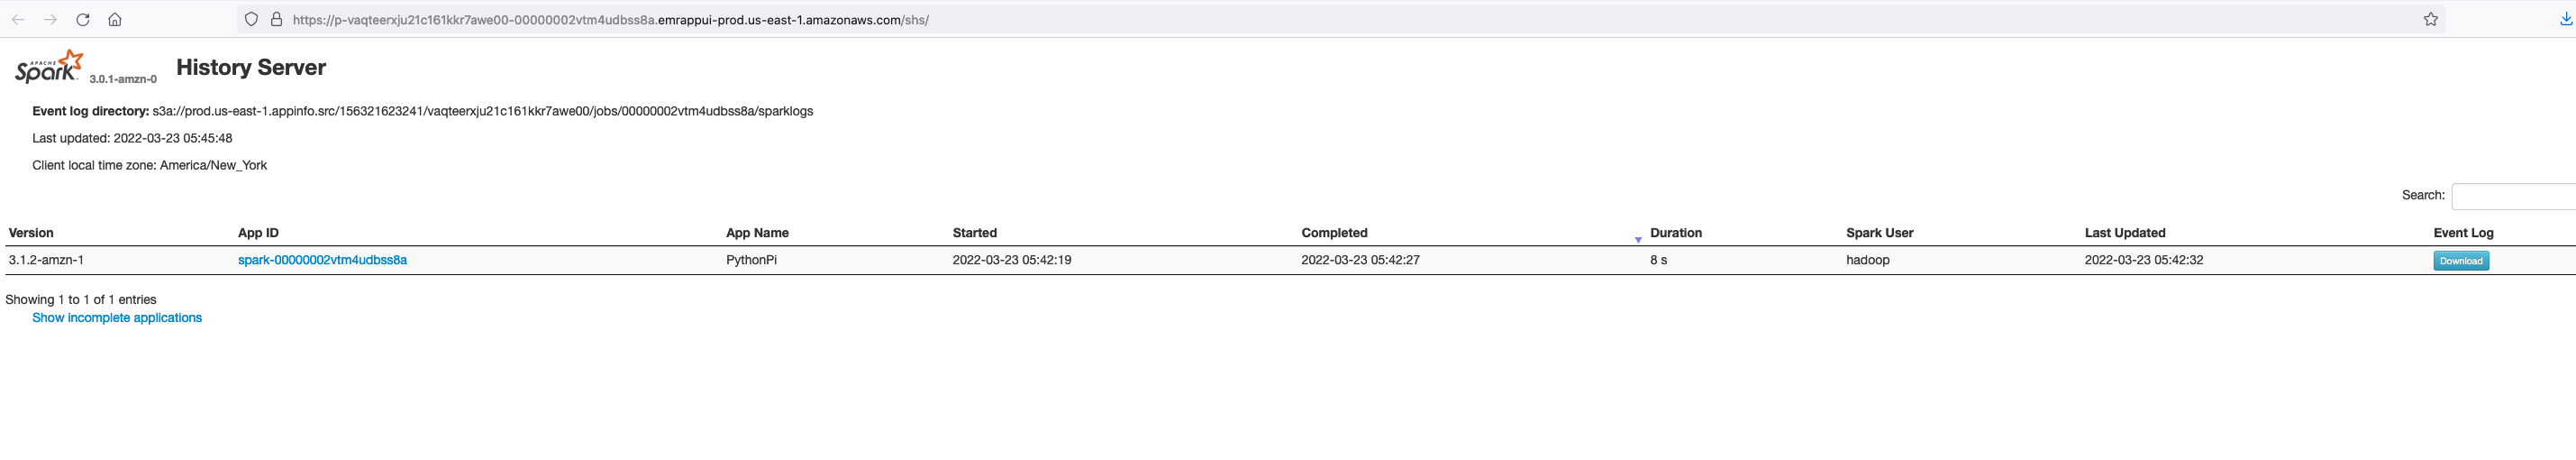 https://p-vaqteerxju21c161kkr7awe00-00000002vtm4udbss8a.emrappui-prod.us-east-1.amazonaws.com/shs/
APACHE Spark 3.0.1-amzn-0 History Server
Event log directory: s3a://prod.us-east-1.appinfo.src/156321623241/vaqteerxju21c161kkr7awe00/jobs/00000002vtm4udbss8a/sparklogs
Last updated: 2022-03-23 05:45:48
Client local time zone: America/New_York
Search:
Version App ID App Name Started Completed Duration Spark User Last Updated Event Log
3.1.2-amzn-1 spark-00000002vtm4udbss8a PythonPi 2022-03-23 05:42:19 2022-03-23 05:42:27 8 s hadoop 2022-03-23 05:42:32 Download
Showing 1 to 1 of 1 entries
Show incomplete applications